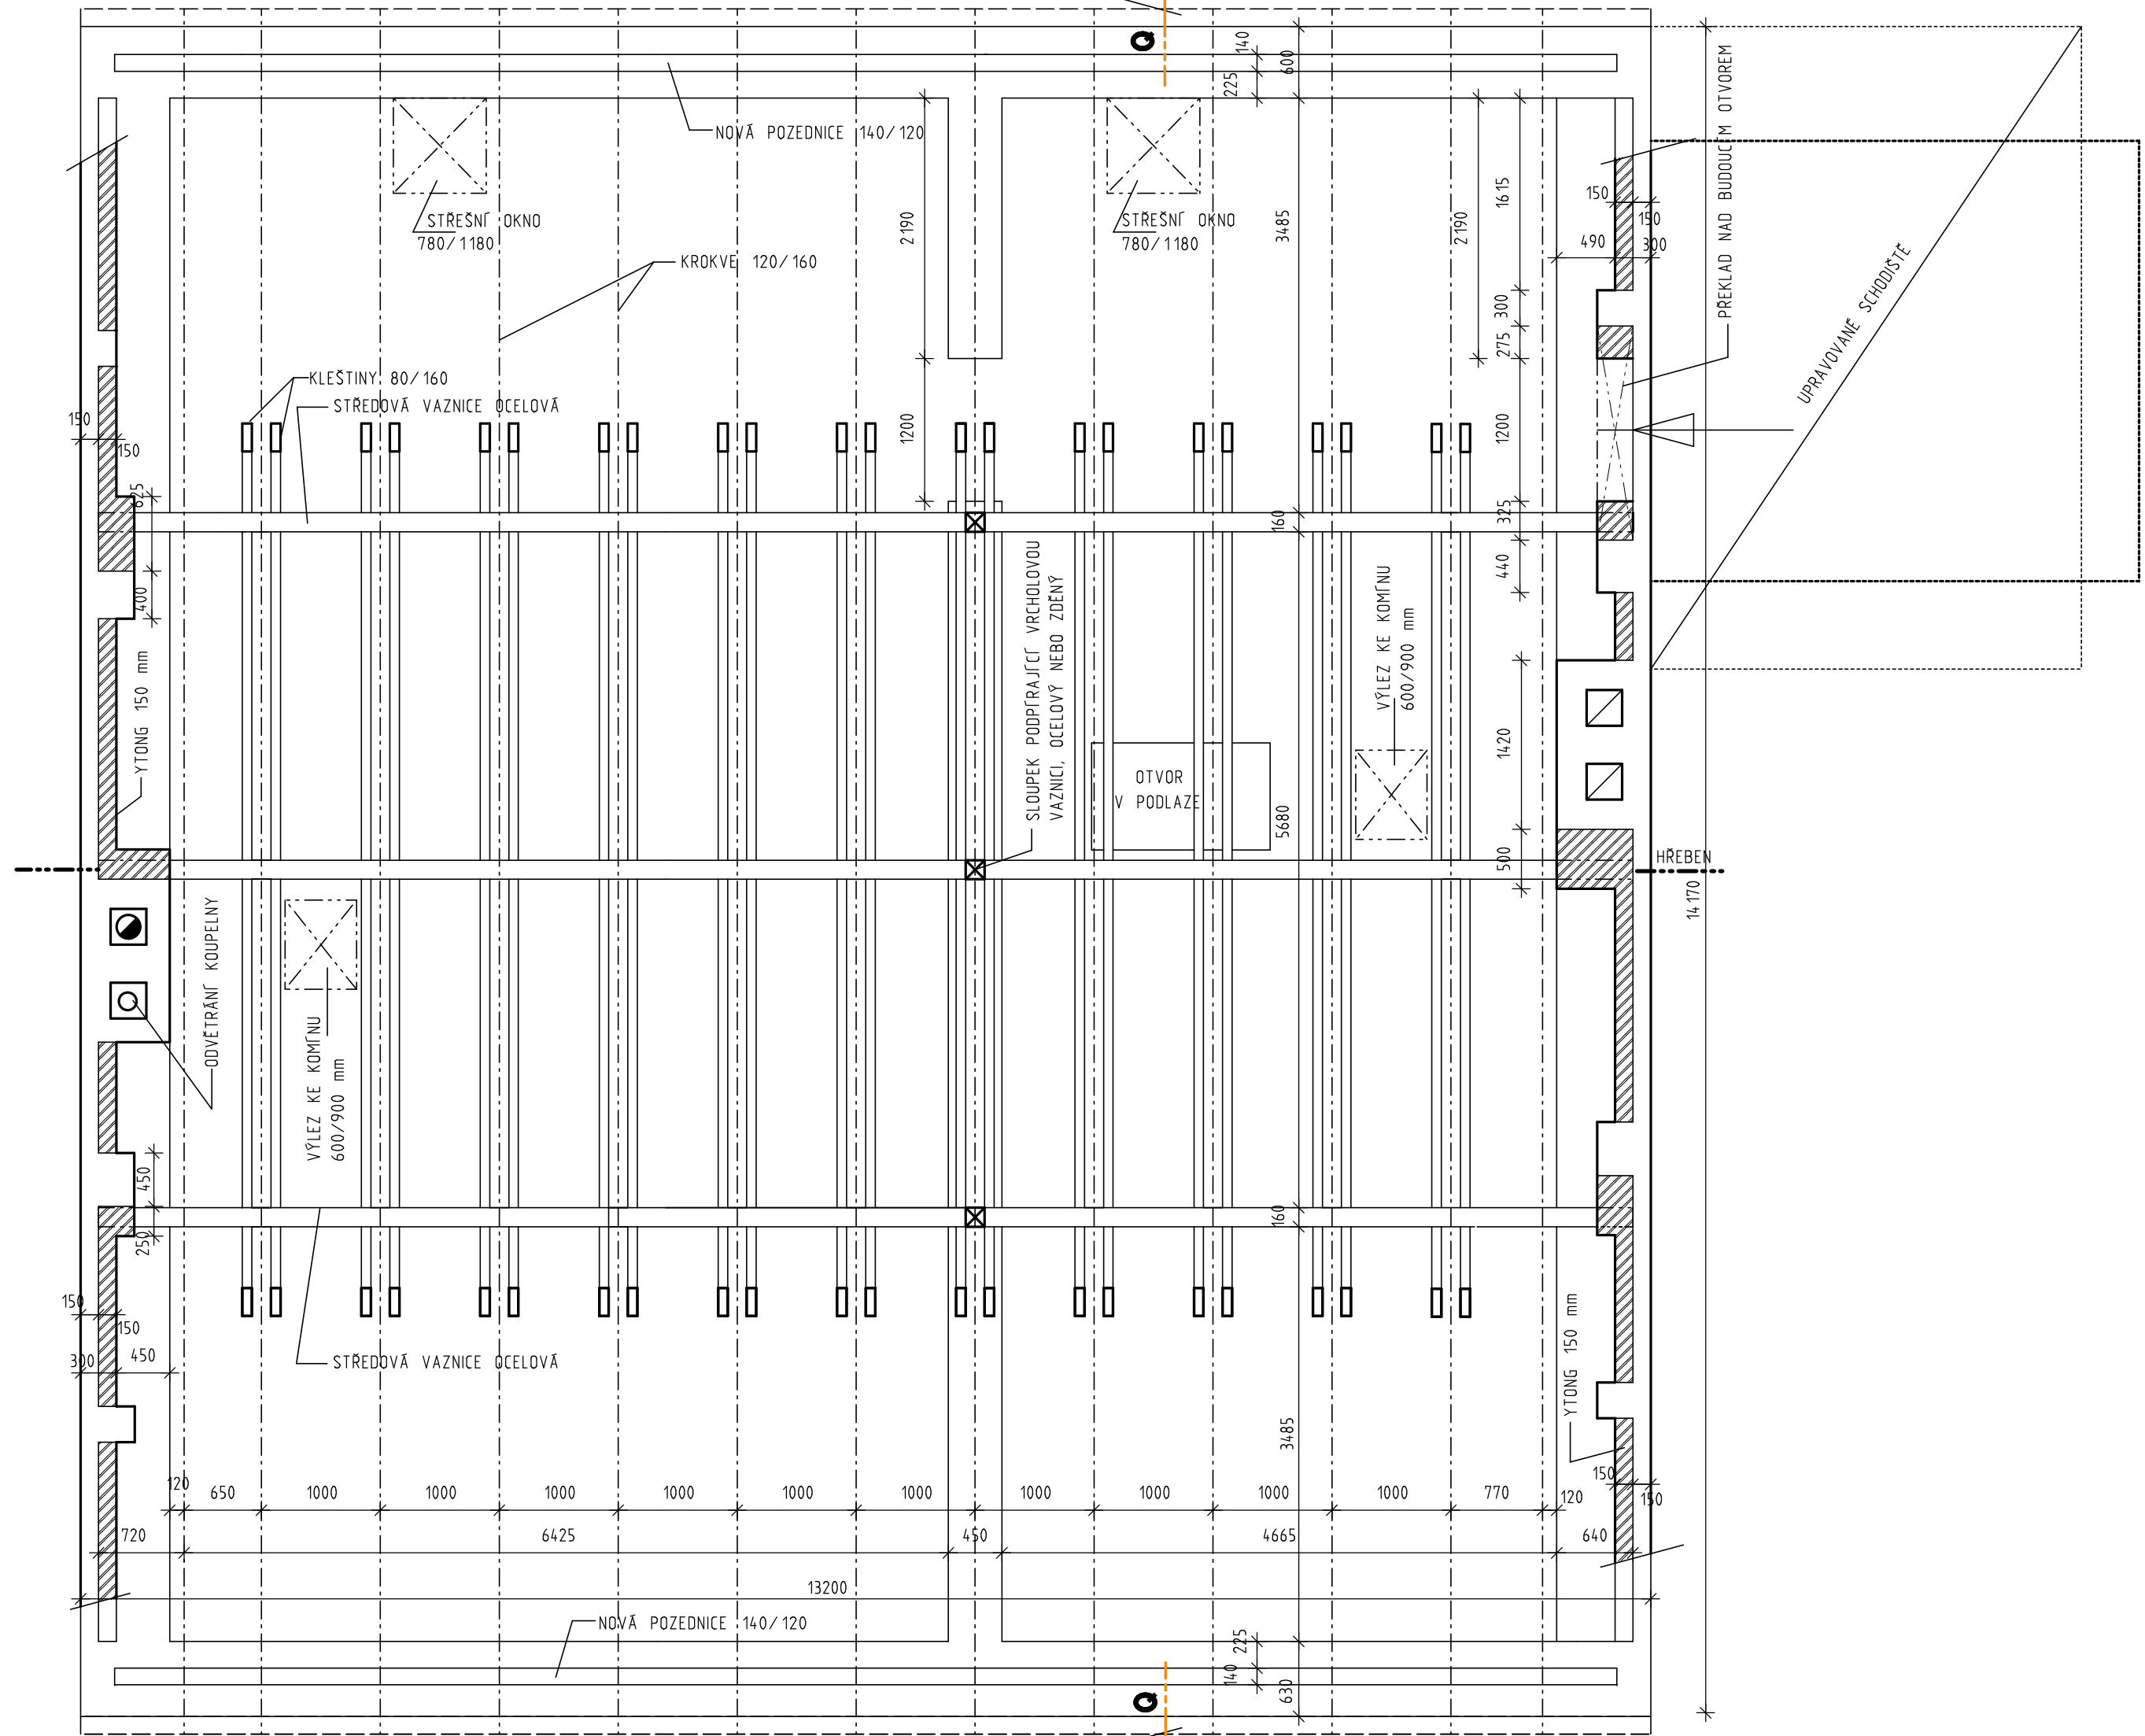 Q
140
600
225
NOVÁ POZEDNICE 140/120
STŘEŠNÍ OKNO
780/1180
STŘEŠNÍ OKNO
780/1180
KROKVE 120/160
2190
3485
2190
1615
150
150
490
300
PŘEKLAD NAD BUDOUCÍM OTVOREM
UPRAVOVANÉ SCHODIŠTĚ
300
275
KLEŠTINY 80/160
STŘEDOVÁ VAZNICE OCELOVÁ
150
150
1200
1200
625
400
160
325
440
SLOUPEK PODPÍRAJÍCÍ VRCHOLOVOU
VAZNICI, OCELOVÝ NEBO ZDĚNÝ
VÝLEZ KE KOMÍNU
600/900 mm
YTONG 150 mm
OTVOR
V PODLAZE
5680
1420
500
HŘEBEN
14170
ODVĚTRÁNÍ KOUPELNY
VÝLEZ KE KOMÍNU
600/900 mm
450
250
160
150
150
300
450
STŘEDOVÁ VAZNICE OCELOVÁ
YTONG 150 mm
3485
150
150
120
650
1000
1000
1000
1000
1000
1000
1000
1000
1000
1000
770
120
720
6425
450
4665
640
13200
NOVÁ POZEDNICE 140/120
225
140
630
Q